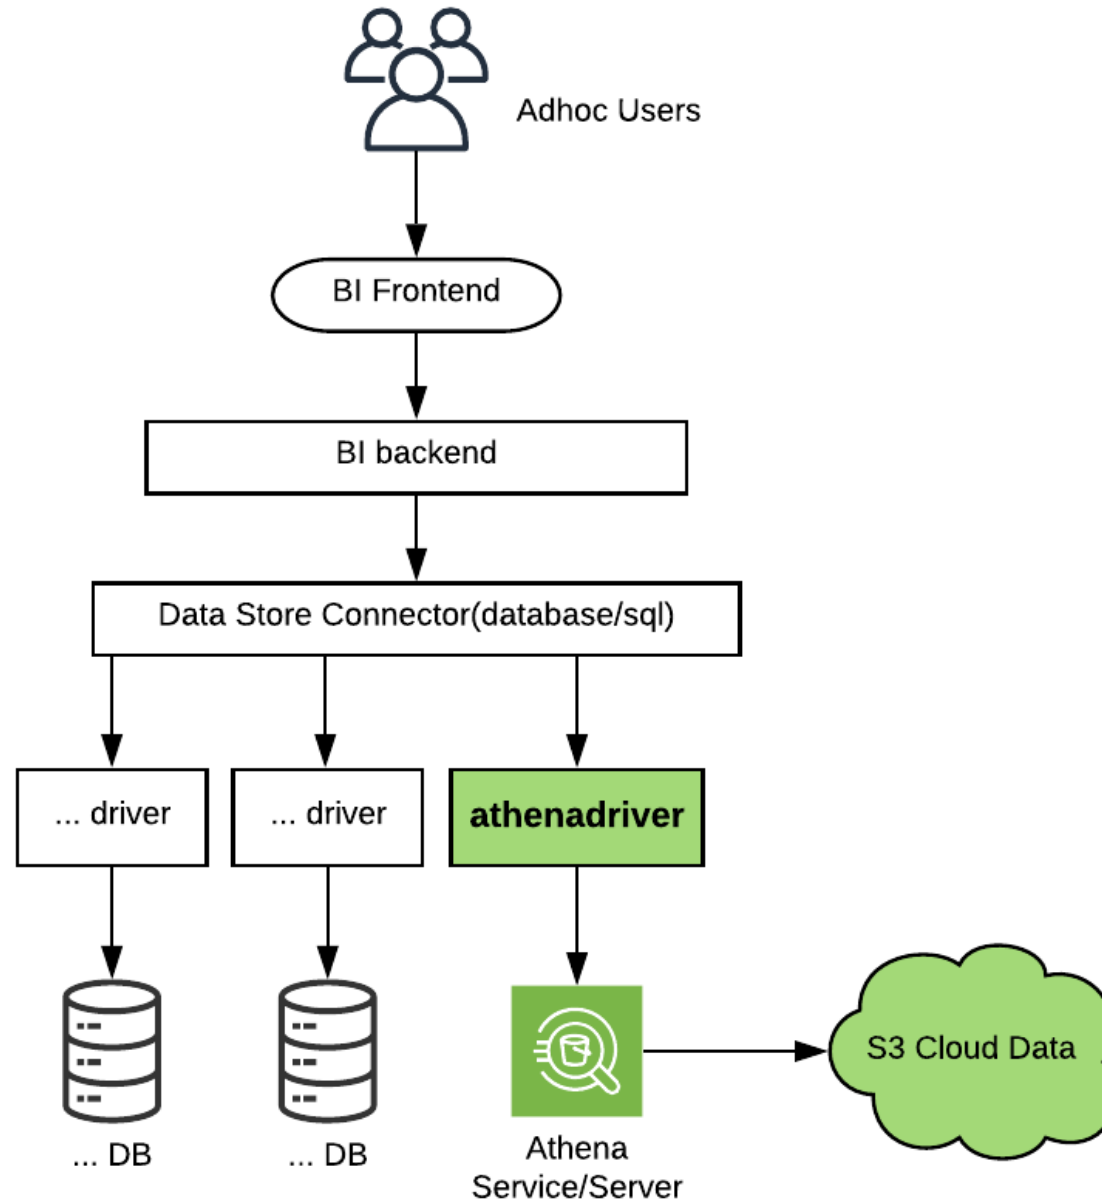 Adhoc Users
BI Frontend
BI backend
Data Store Connector(database/sql)
... driver
... driver
athenadriver
S3 Cloud Data
... DB
... DB
Athena
Service/Server